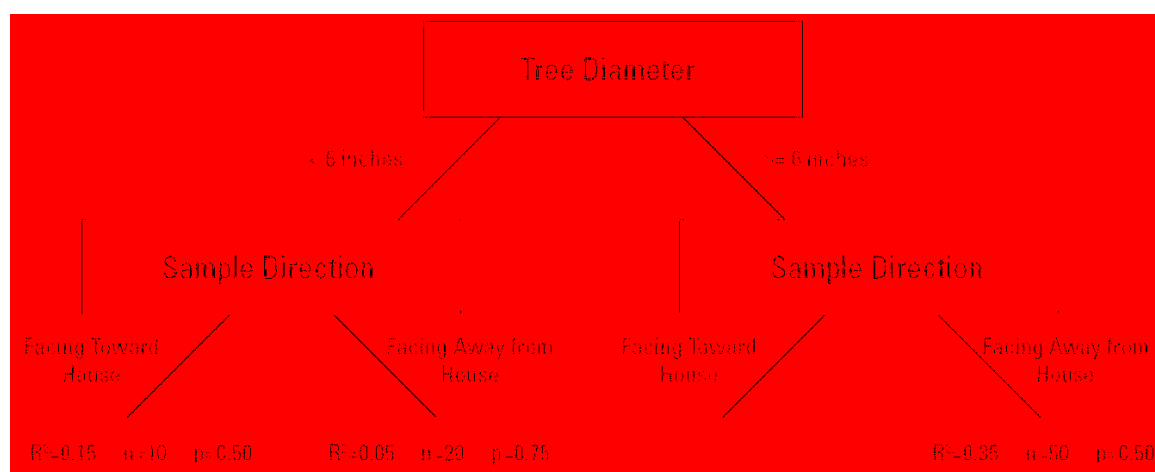 Tree Diameter
< 6 inches
>= 6 inches
Sample Direction
Sample Direction
Facing Toward
House
Facing Away from
House
Facing Toward
House
Facing Away from
House
R²=0.15 n=10 p=0.50
R²=0.05 n=20 p=0.75
R²=0.35 n=50 p=0.50